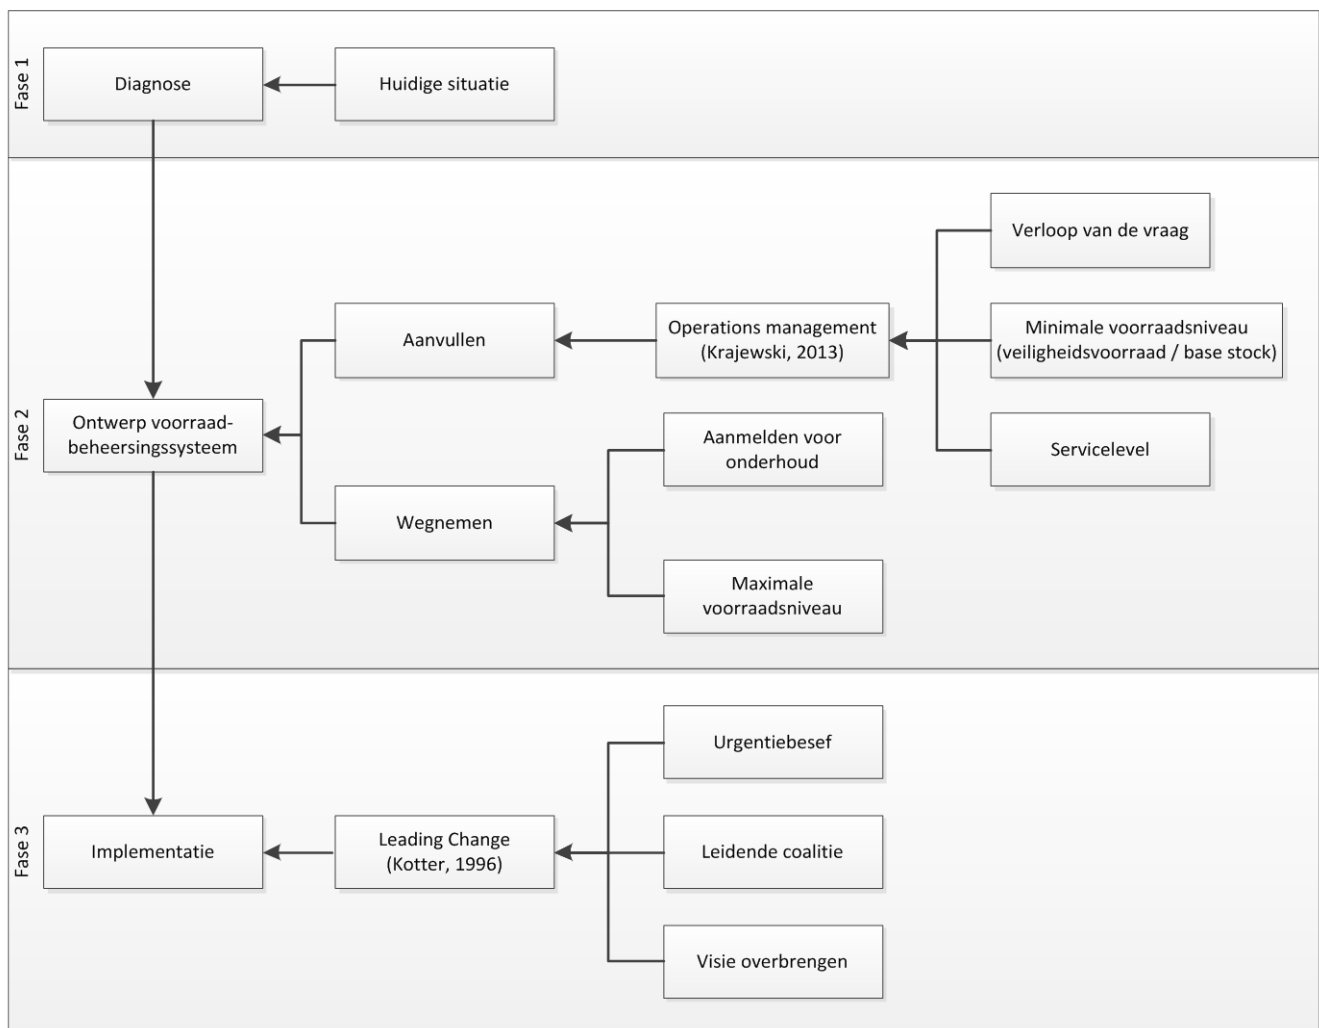 Fase 1
Diagnose
Huidige situatie
Fase 2
Verloop van de vraag
Aanvullen
Operations management
(Krajewski, 2013)
Minimale voorraadsniveau
(veiligheidsvoorraad / base stock)
Ontwerp voorraad-
beheersingssysteem
Aanmelden voor
onderhoud
Servicelevel
Wegnemen
Maximale
voorraadsniveau
Fase 3
Urgentiebesef
Implementatie
Leading Change
(Kotter, 1996)
Leidende coalitie
Visie overbrengen